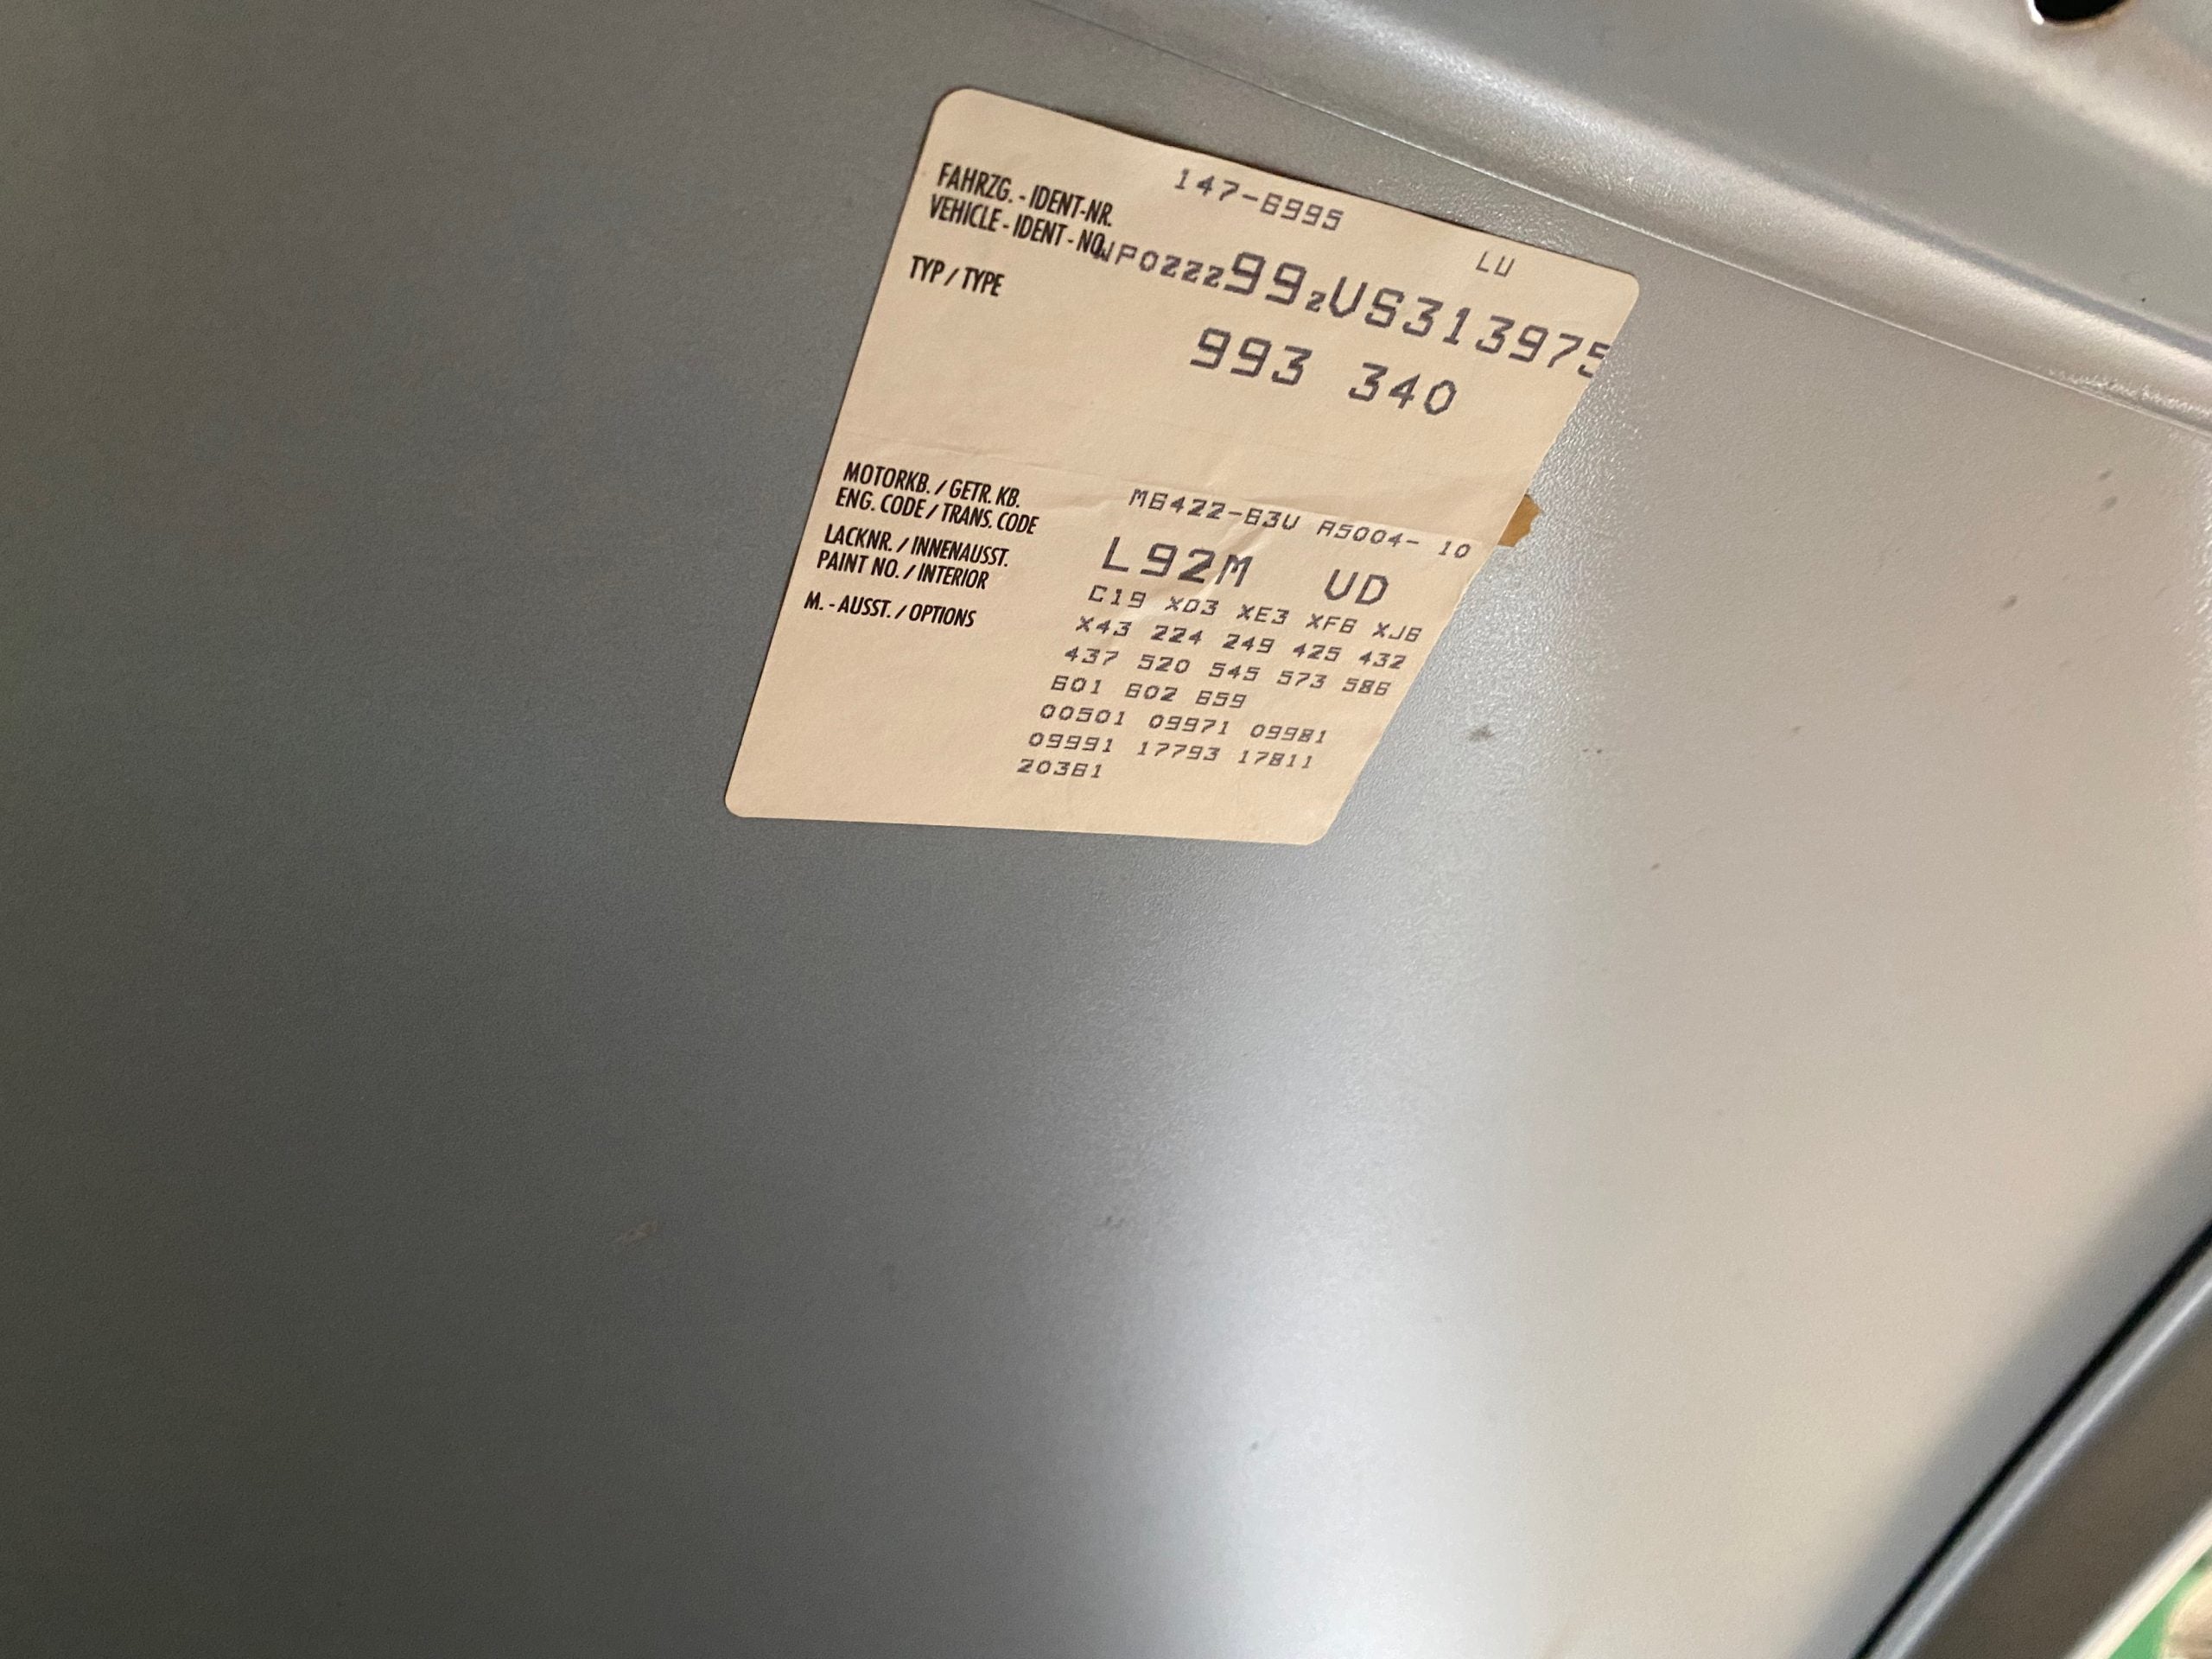 147-6995
LU
FAHRZG. - IDENT-NR.
VEHICLE - IDENT - NO. WP0ZZZ99ZVS313975
TYP / TYPE 993 340
MOTORKB. / GETR. KB.
ENG. CODE / TRANS. CODE M6422-63V A5004- 10
LACKNR. / INNENAUSST.
PAINT NO. / INTERIOR L92M VD
M. - AUSST. / OPTIONS C19 XD3 XE3 XF6 XJ6
X43 224 249 425 432
437 520 545 573 586
601 602 659
00501 09971 09981
09991 17793 17811
20361